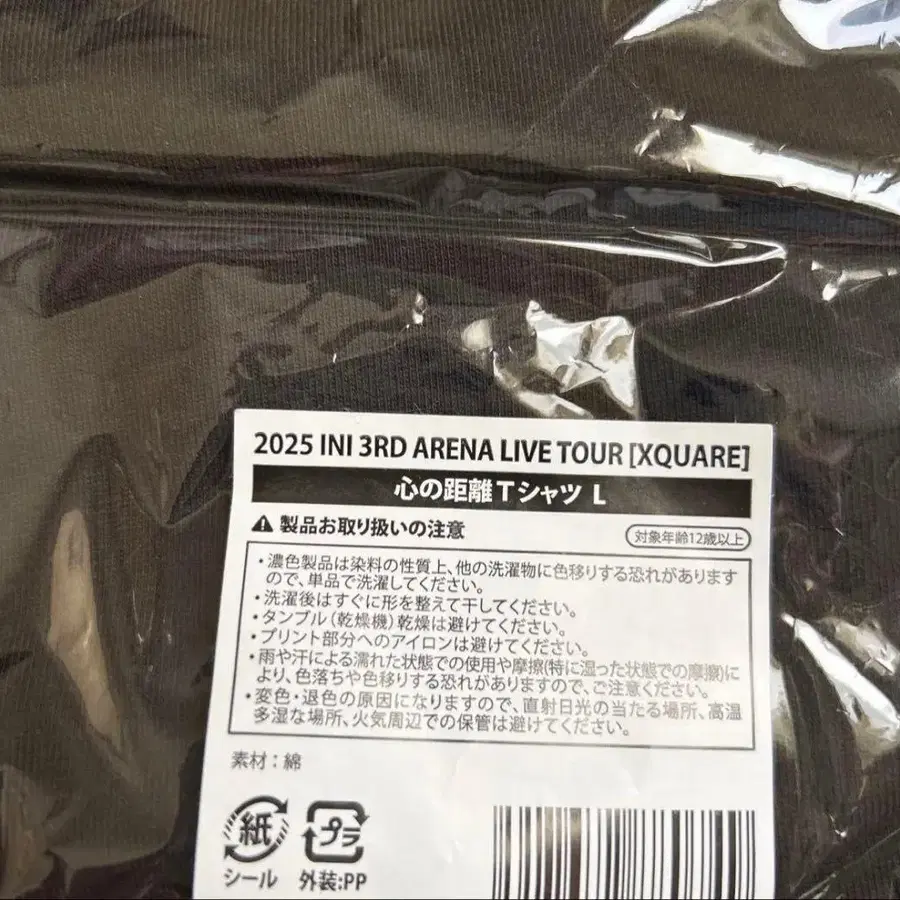 2025 INI 3RD ARENA LIVE TOUR [XQUARE]
心の距離Tシャツ L
製品お取り扱いの注意
対象年齢12歳以上
・濃色製品は染料の性質上、他の洗濯物に色移りする恐れがあります
ので、単品で洗濯してください。
・洗濯後はすぐに形を整えて干してください。
・タンブル(乾燥機)乾燥は避けてください。
・プリント部分へのアイロンは避けてください。
・雨や汗による濡れた状態での使用や摩擦(特に湿った状態での摩擦)に
より、色落ちや色移りする恐れがありますので、ご注意ください。
・変色・退色の原因になりますので、直射日光の当たる場所、高温
多湿な場所、火気周辺での保管は避けてください。
素材:綿
紙 プラ
シール 外装:PP